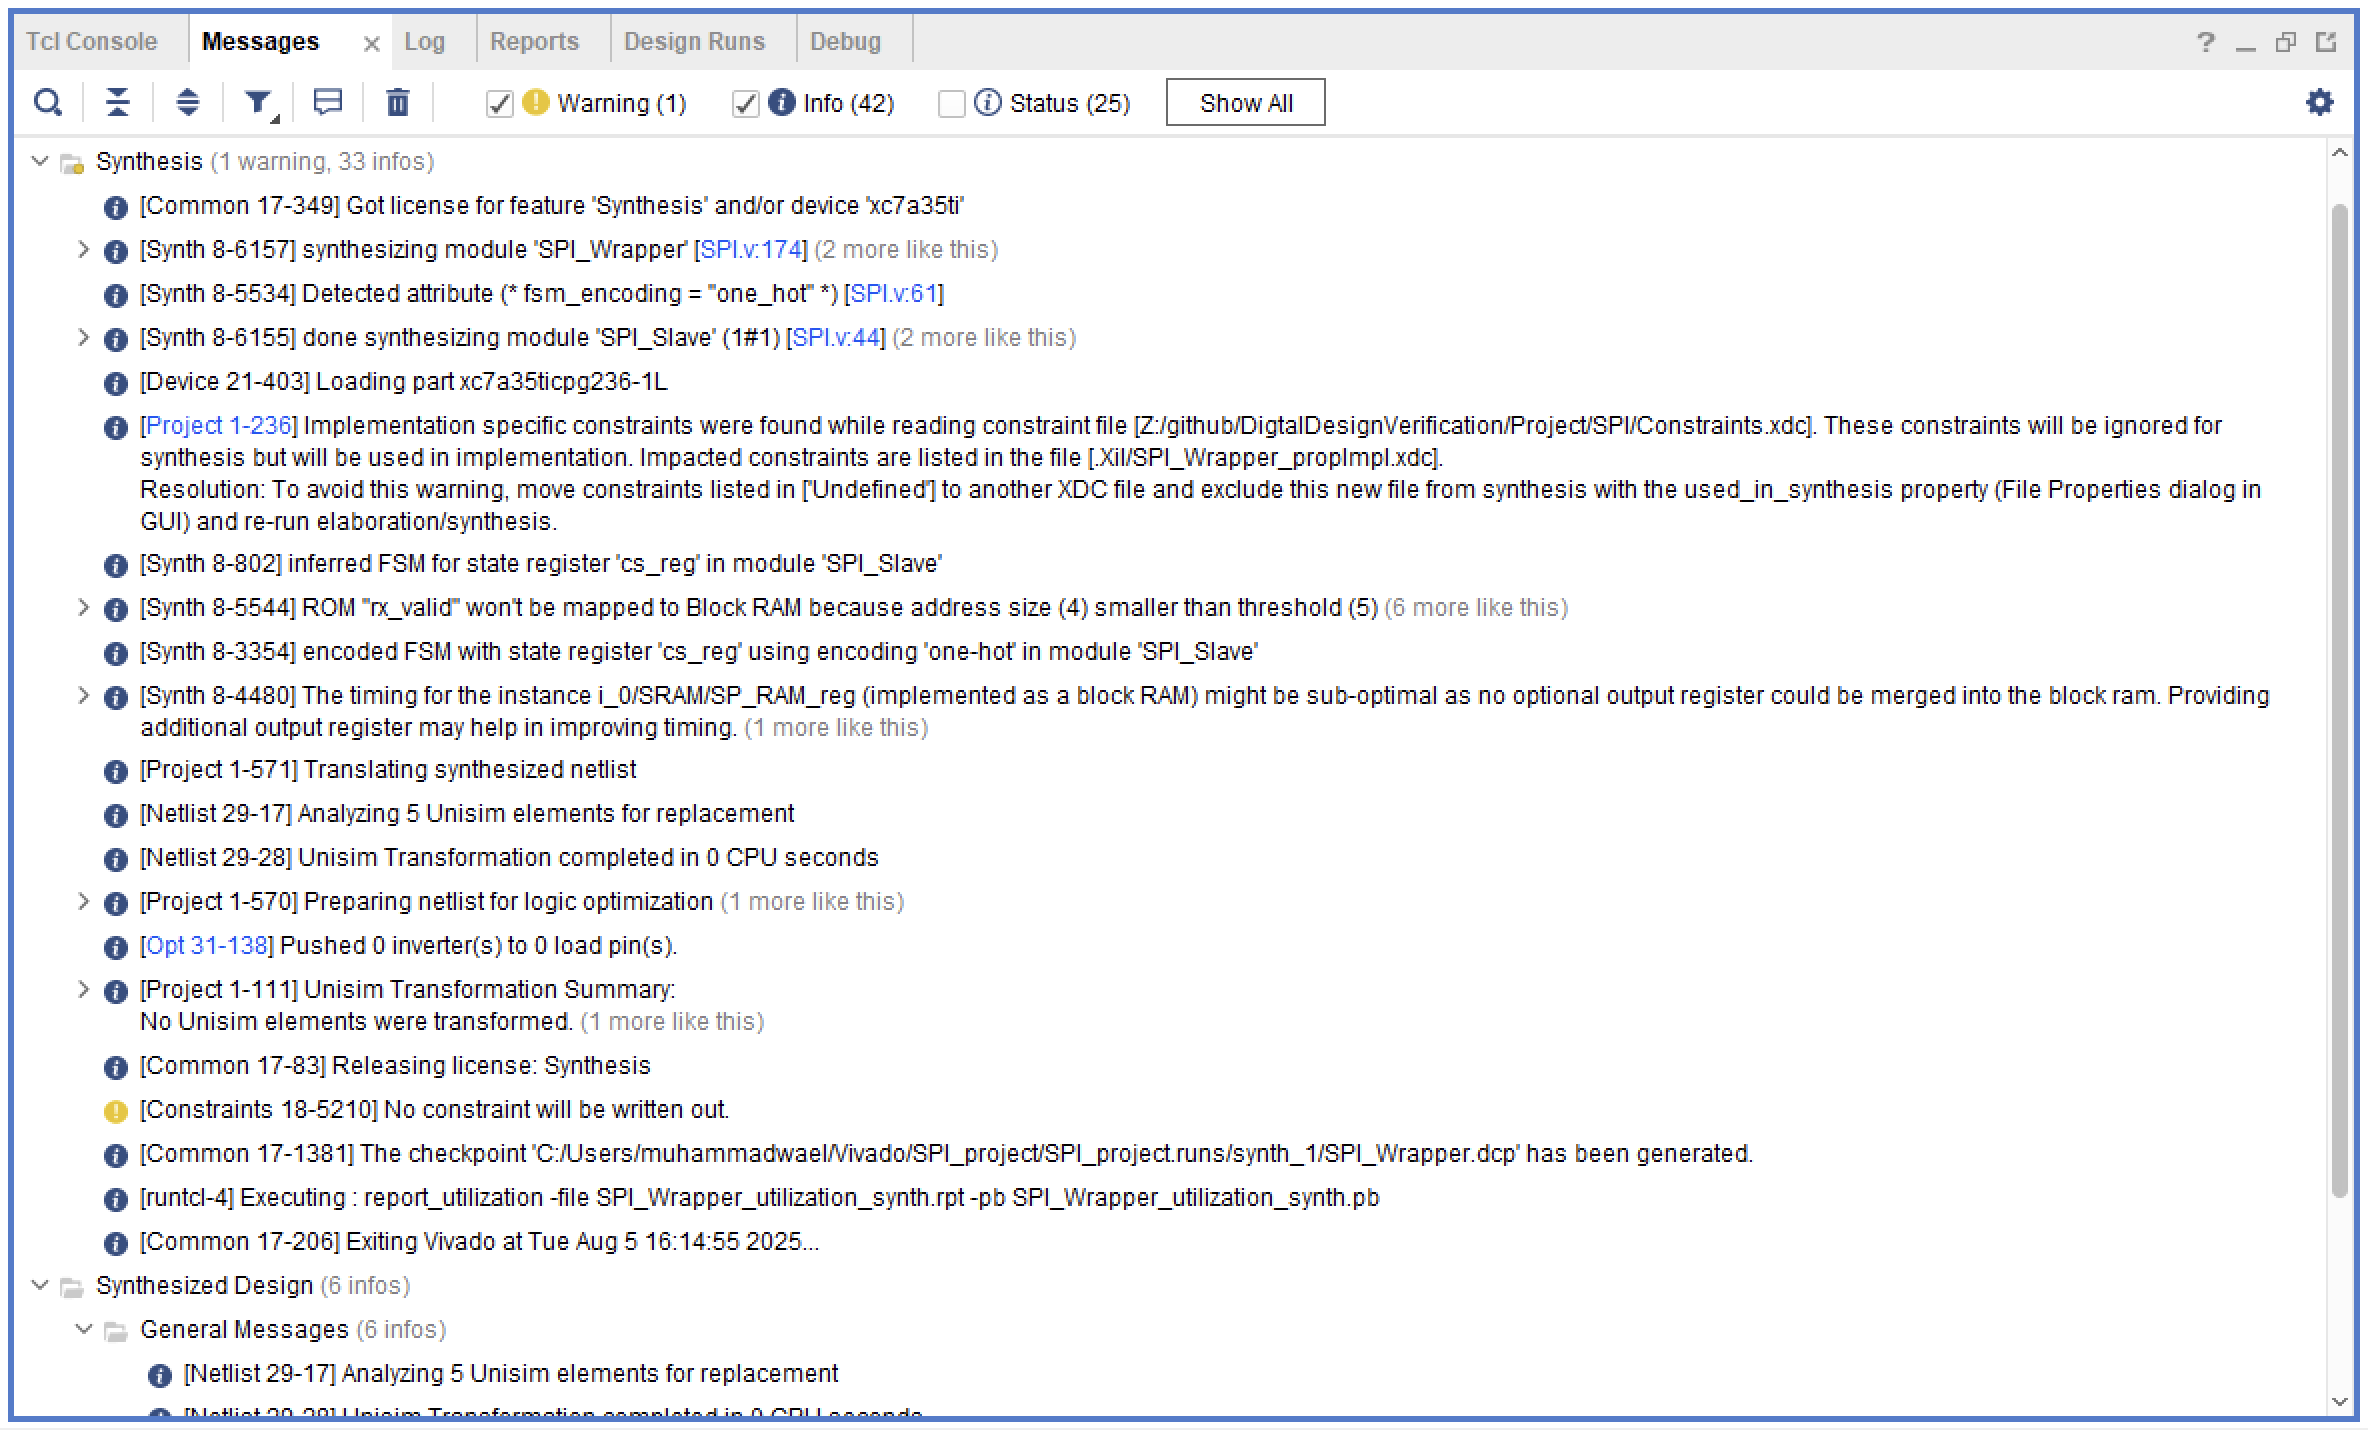 Tcl Console Messages × Log Reports Design Runs Debug
Warning (1) Info (42) Status (25) Show All
Synthesis (1 warning, 33 infos)
[Common 17-349] Got license for feature 'Synthesis' and/or device 'xc7a35ti'
[Synth 8-6157] synthesizing module 'SPI_Wrapper' [SPI.v:174] (2 more like this)
[Synth 8-5534] Detected attribute (* fsm_encoding = "one_hot" *) [SPI.v:61]
[Synth 8-6155] done synthesizing module 'SPI_Slave' (1#1) [SPI.v:44] (2 more like this)
[Device 21-403] Loading part xc7a35ticpg236-1L
[Project 1-236] Implementation specific constraints were found while reading constraint file [Z:/github/DigtalDesignVerification/Project/SPI/Constraints.xdc]. These constraints will be ignored for
synthesis but will be used in implementation. Impacted constraints are listed in the file [.Xil/SPI_Wrapper_propImpl.xdc].
Resolution: To avoid this warning, move constraints listed in ['Undefined'] to another XDC file and exclude this new file from synthesis with the used_in_synthesis property (File Properties dialog in
GUI) and re-run elaboration/synthesis.
[Synth 8-802] inferred FSM for state register 'cs_reg' in module 'SPI_Slave'
[Synth 8-5544] ROM "rx_valid" won't be mapped to Block RAM because address size (4) smaller than threshold (5) (6 more like this)
[Synth 8-3354] encoded FSM with state register 'cs_reg' using encoding 'one-hot' in module 'SPI_Slave'
[Synth 8-4480] The timing for the instance i_0/SRAM/SP_RAM_reg (implemented as a block RAM) might be sub-optimal as no optional output register could be merged into the block ram. Providing
additional output register may help in improving timing. (1 more like this)
[Project 1-571] Translating synthesized netlist
[Netlist 29-17] Analyzing 5 Unisim elements for replacement
[Netlist 29-28] Unisim Transformation completed in 0 CPU seconds
[Project 1-570] Preparing netlist for logic optimization (1 more like this)
[Opt 31-138] Pushed 0 inverter(s) to 0 load pin(s).
[Project 1-111] Unisim Transformation Summary:
No Unisim elements were transformed. (1 more like this)
[Common 17-83] Releasing license: Synthesis
[Constraints 18-5210] No constraint will be written out.
[Common 17-1381] The checkpoint 'C:/Users/muhammadwael/Vivado/SPI_project/SPI_project.runs/synth_1/SPI_Wrapper.dcp' has been generated.
[runtcl-4] Executing : report_utilization -file SPI_Wrapper_utilization_synth.rpt -pb SPI_Wrapper_utilization_synth.pb
[Common 17-206] Exiting Vivado at Tue Aug 5 16:14:55 2025...
Synthesized Design (6 infos)
General Messages (6 infos)
[Netlist 29-17] Analyzing 5 Unisim elements for replacement
[Netlist 29-28] Unisim Transformation completed in 0 CPU seconds